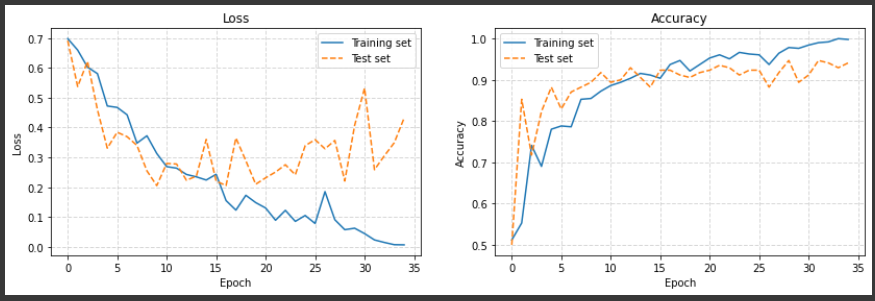 Loss
Training set
Test set
Loss
0.7
0.6
0.5
0.4
0.3
0.2
0.1
0.0
0 5 10 15 20 25 30 35
Epoch
Accuracy
Training set
Test set
Accuracy
1.0
0.9
0.8
0.7
0.6
0.5
0 5 10 15 20 25 30 35
Epoch